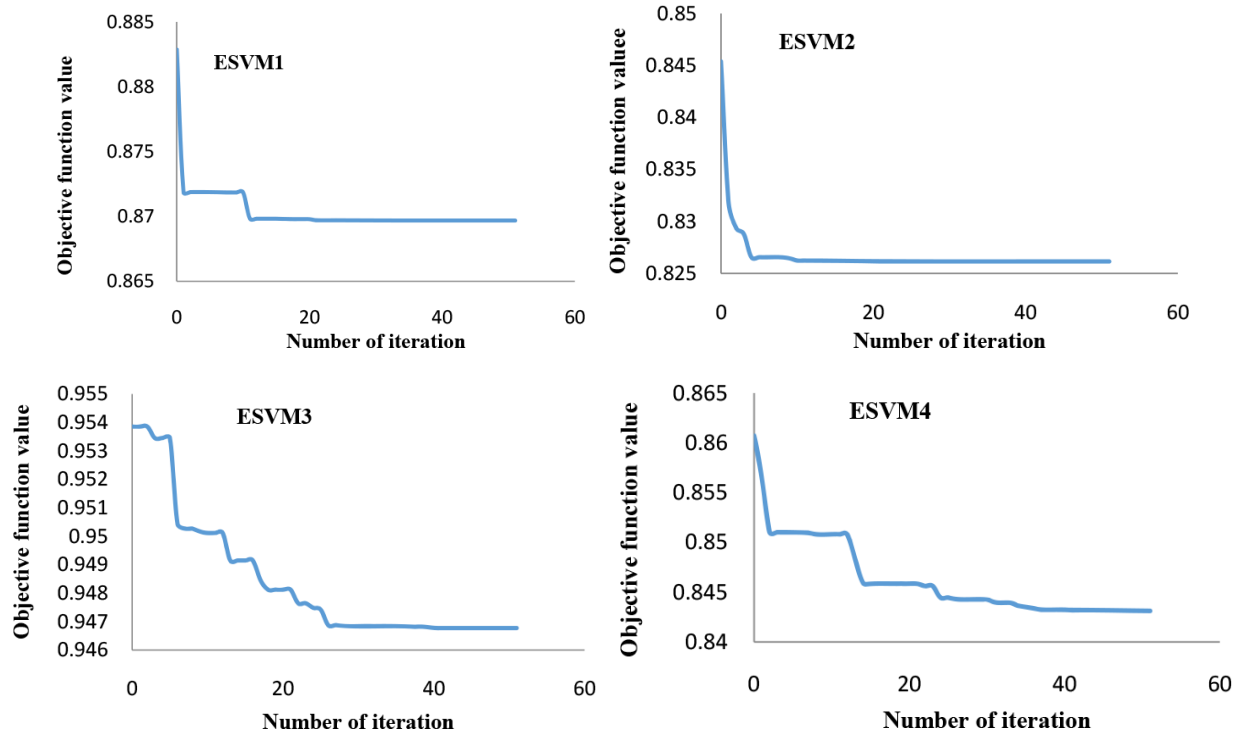 ESVM1
Objective function value
0.885
0.88
0.875
0.87
0.865
0 20 40 60
Number of iteration
ESVM2
Objective function valuee
0.85
0.845
0.84
0.835
0.83
0.825
0 20 40 60
Number of iteration
ESVM3
Objective function value
0.955
0.954
0.953
0.952
0.951
0.95
0.949
0.948
0.947
0.946
0 20 40 60
Number of iteration
ESVM4
Objective function value
0.865
0.86
0.855
0.85
0.845
0.84
0 20 40 60
Number of iteration